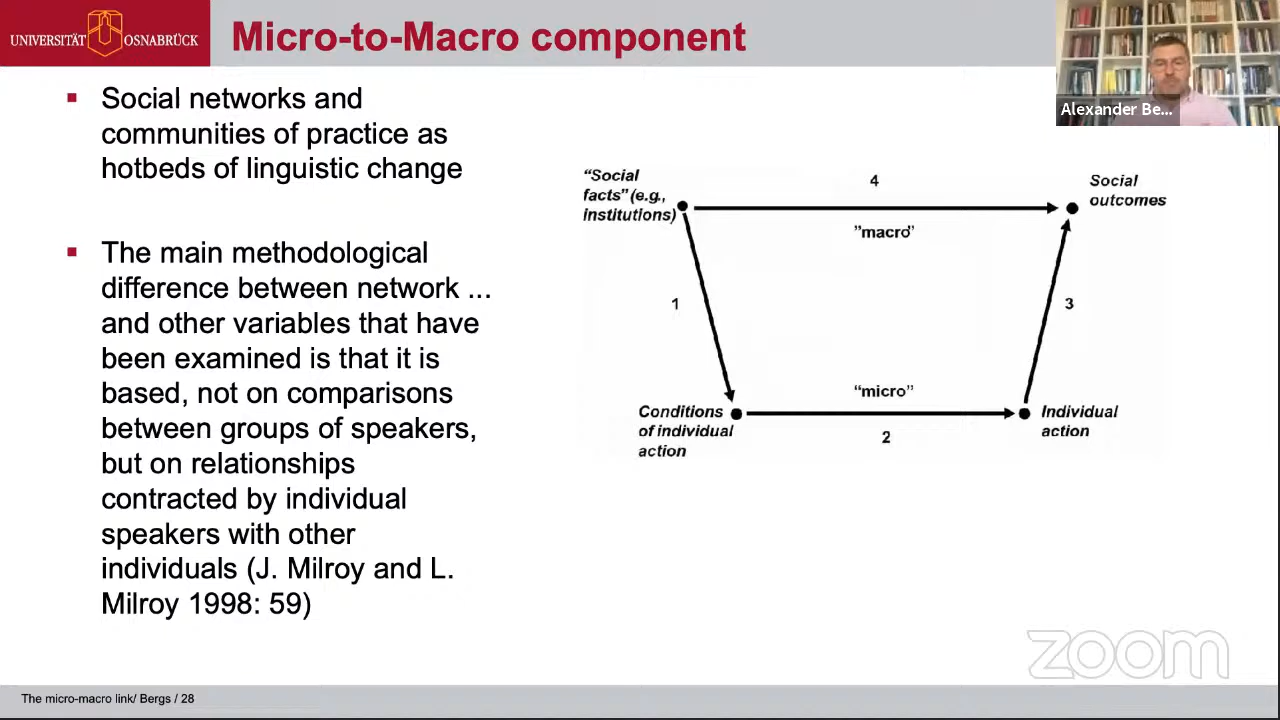 UNIVERSITÄT OSNABRÜCK
Micro-to-Macro component
Alexander Be...
Social networks and
communities of practice as
hotbeds of linguistic change
The main methodological
difference between network ...
and other variables that have
been examined is that it is
based, not on comparisons
between groups of speakers,
but on relationships
contracted by individual
speakers with other
individuals (J. Milroy and L.
Milroy 1998: 59)
“Social
facts” (e.g.,
institutions)
4
”macro”
Social
outcomes
1
3
“micro”
2
Conditions
of individual
action
Individual
action
zoom
The micro-macro link/ Bergs / 28